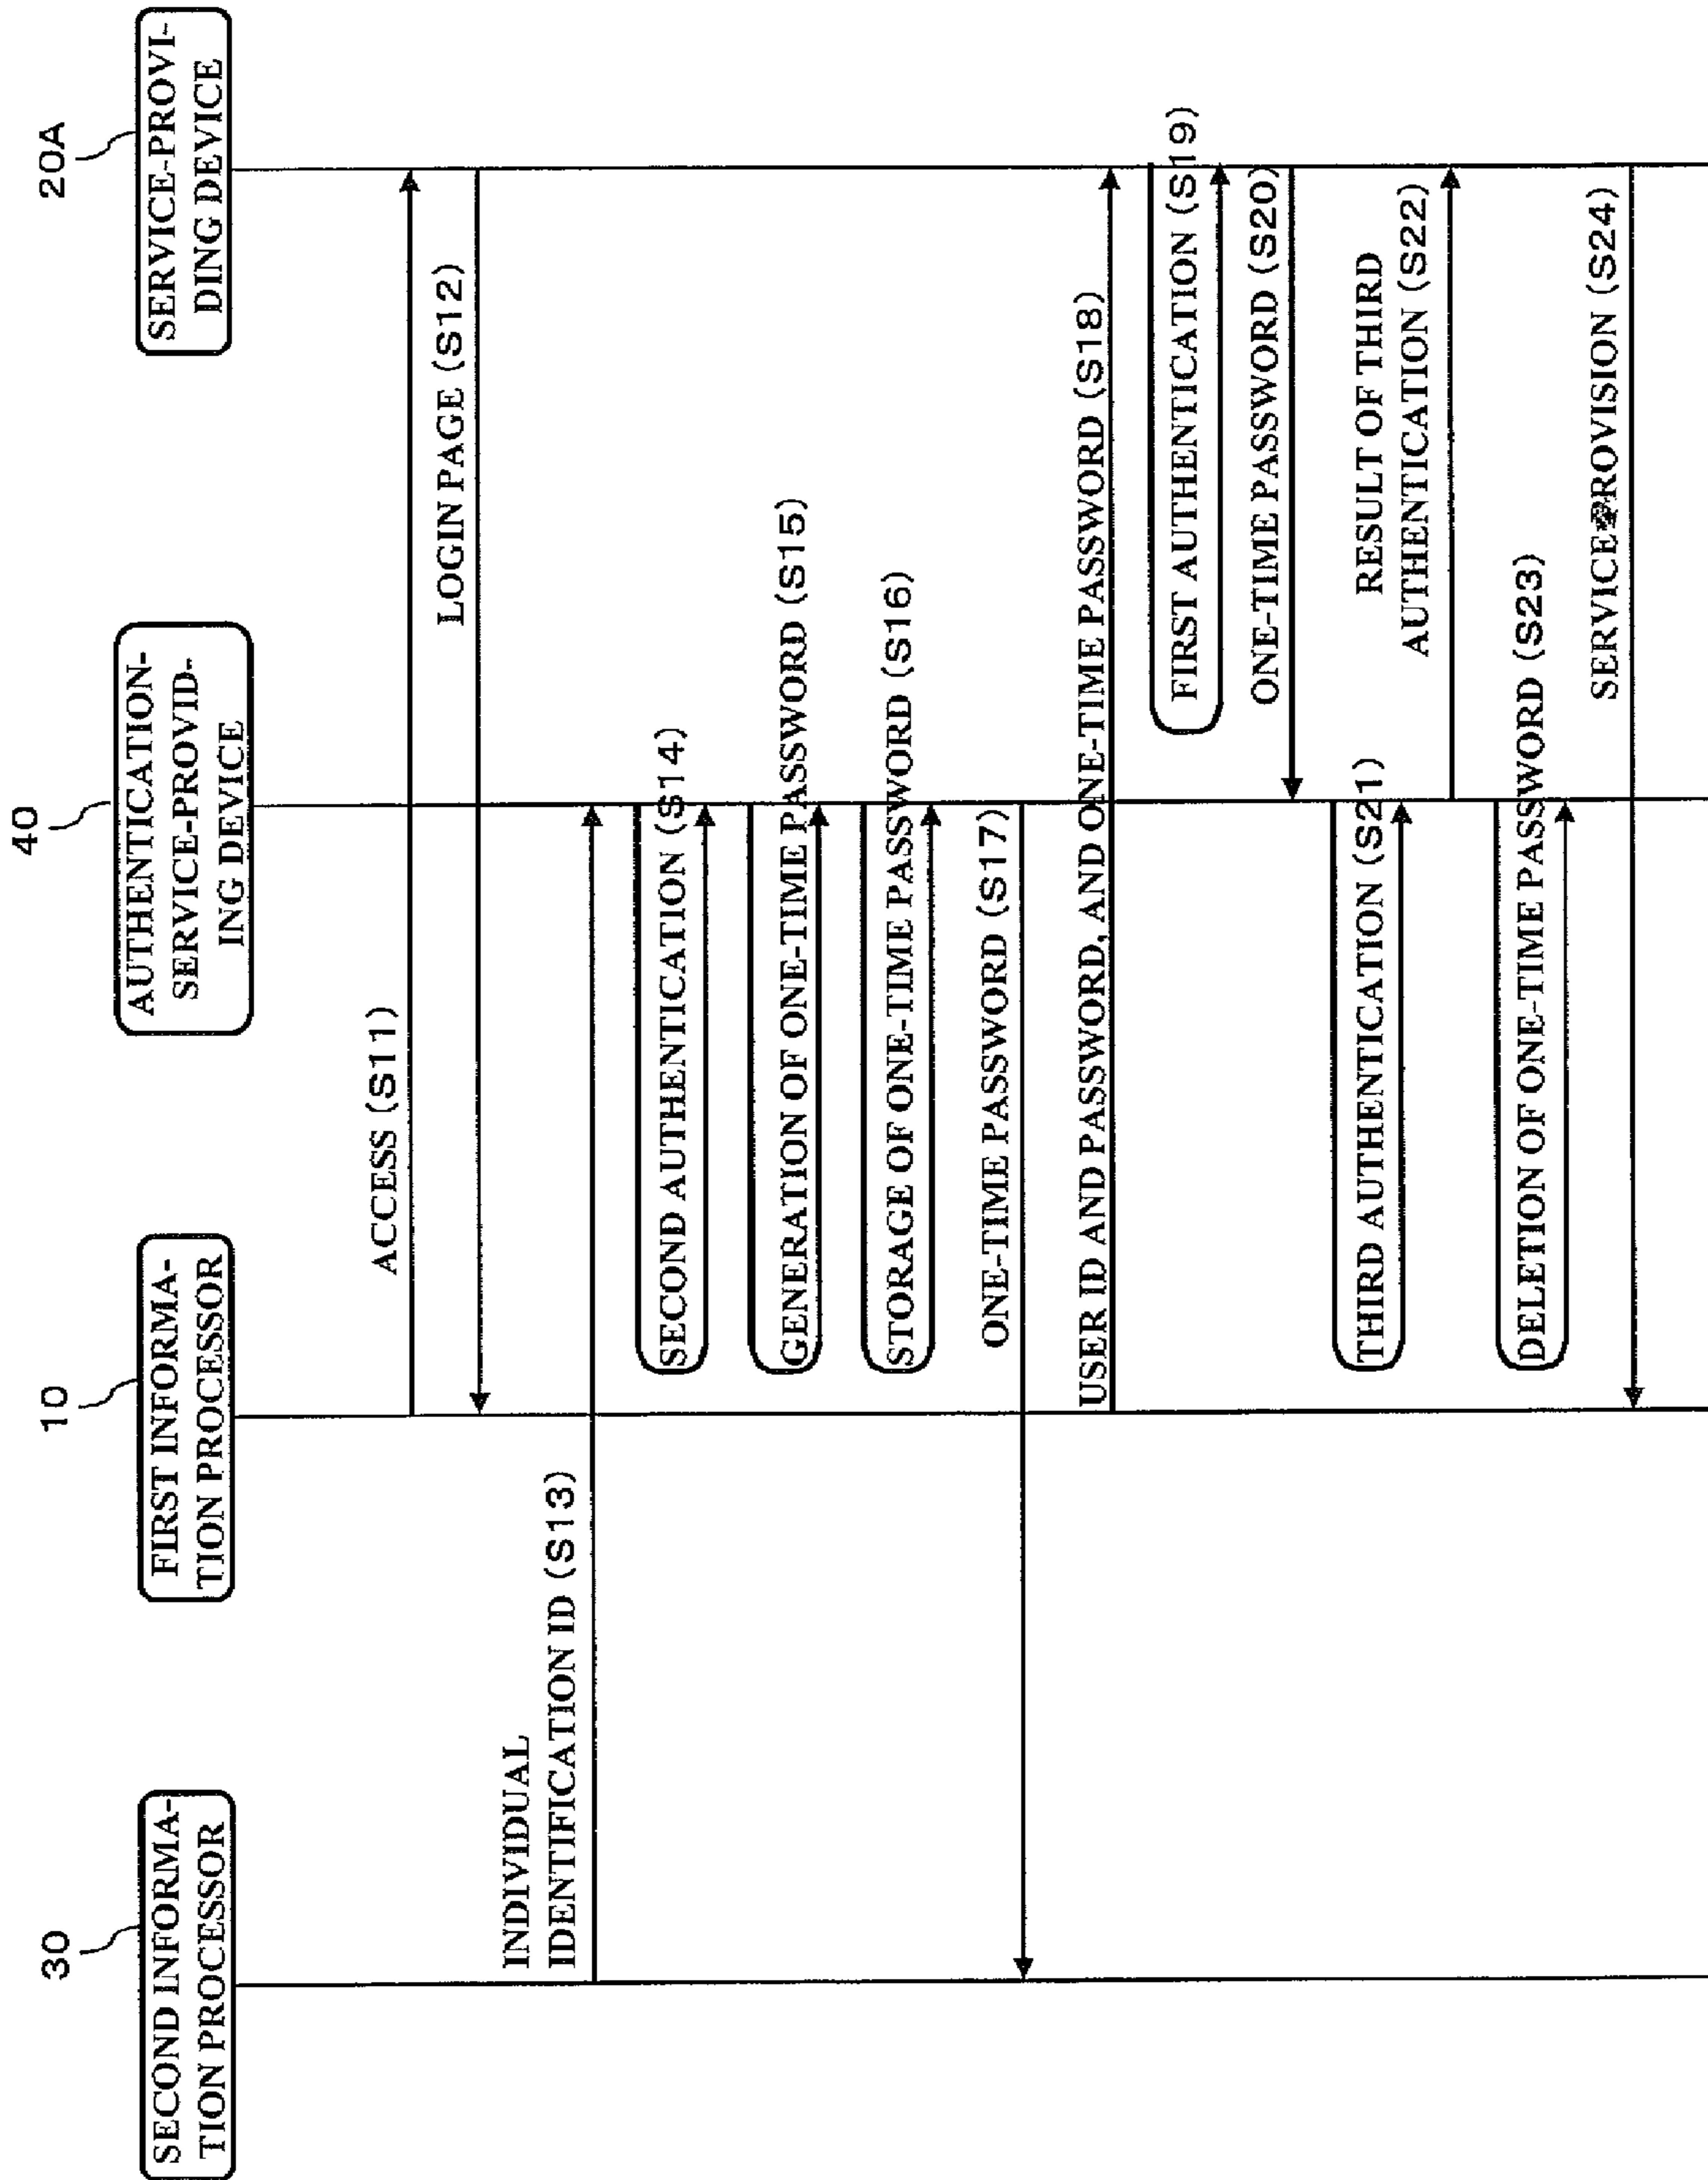 30
10
40
20A
SECOND INFORMA-
TION PROCESSOR
FIRST INFORMA-
TION PROCESSOR
AUTHENTICATION-
SERVICE-PROVID-
ING DEVICE
SERVICE-PROVI-
DING DEVICE
ACCESS (S11)
LOGIN PAGE (S12)
INDIVIDUAL
IDENTIFICATION ID (S13)
SECOND AUTHENTICATION (S14)
GENERATION OF ONE-TIME PASSWORD (S15)
STORAGE OF ONE-TIME PASSWORD (S16)
ONE-TIME PASSWORD (S17)
USER ID AND PASSWORD, AND ONE-TIME PASSWORD (S18)
FIRST AUTHENTICATION (S19)
ONE-TIME PASSWORD (S20)
THIRD AUTHENTICATION (S21)
RESULT OF THIRD
AUTHENTICATION (S22)
DELETION OF ONE-TIME PASSWORD (S23)
SERVICE PROVISION (S24)